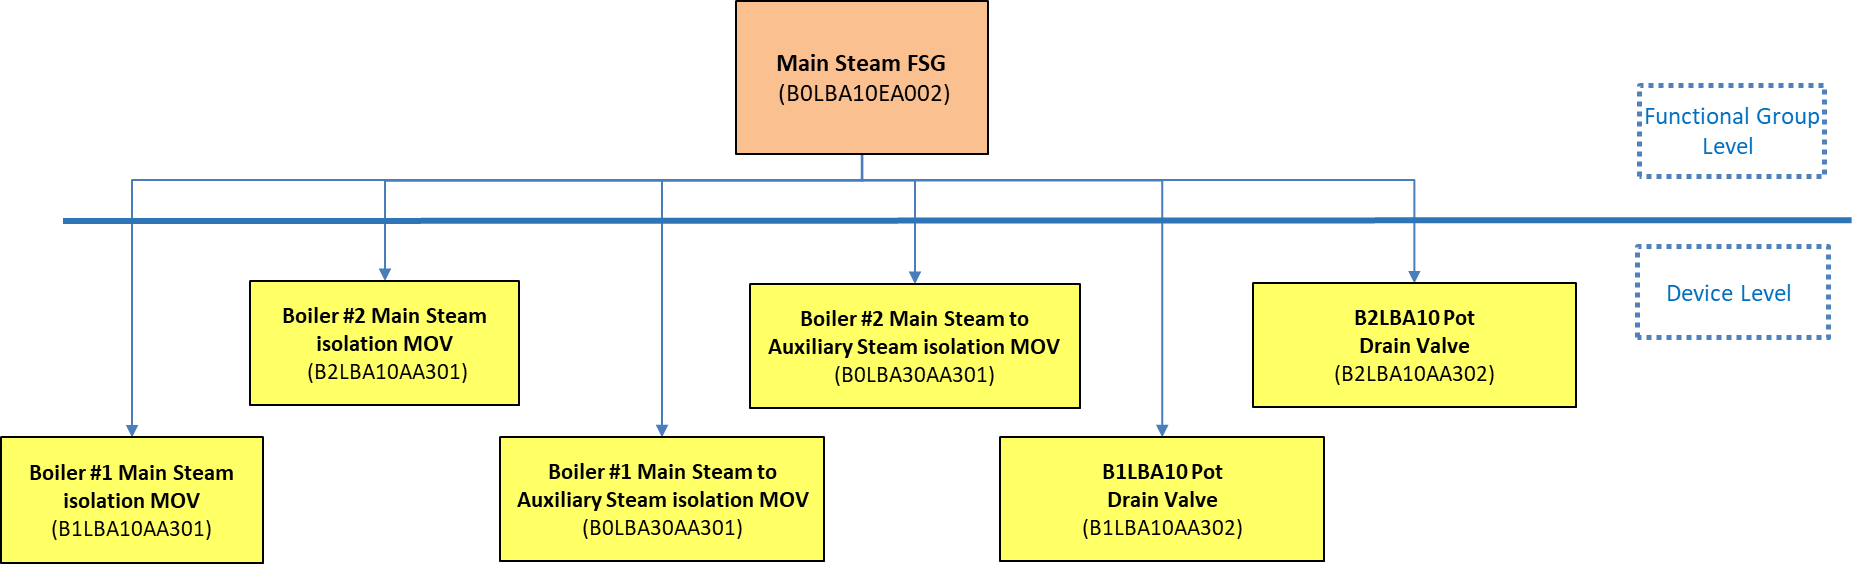 Main Steam FSG
(B0LBA10EA002)
Functional Group
Level
Device Level
Boiler #2 Main Steam
isolation MOV
(B2LBA10AA301)
Boiler #2 Main Steam to
Auxiliary Steam isolation MOV
(B0LBA30AA301)
B2LBA10 Pot
Drain Valve
(B2LBA10AA302)
Boiler #1 Main Steam
isolation MOV
(B1LBA10AA301)
Boiler #1 Main Steam to
Auxiliary Steam isolation MOV
(B0LBA30AA301)
B1LBA10 Pot
Drain Valve
(B1LBA10AA302)